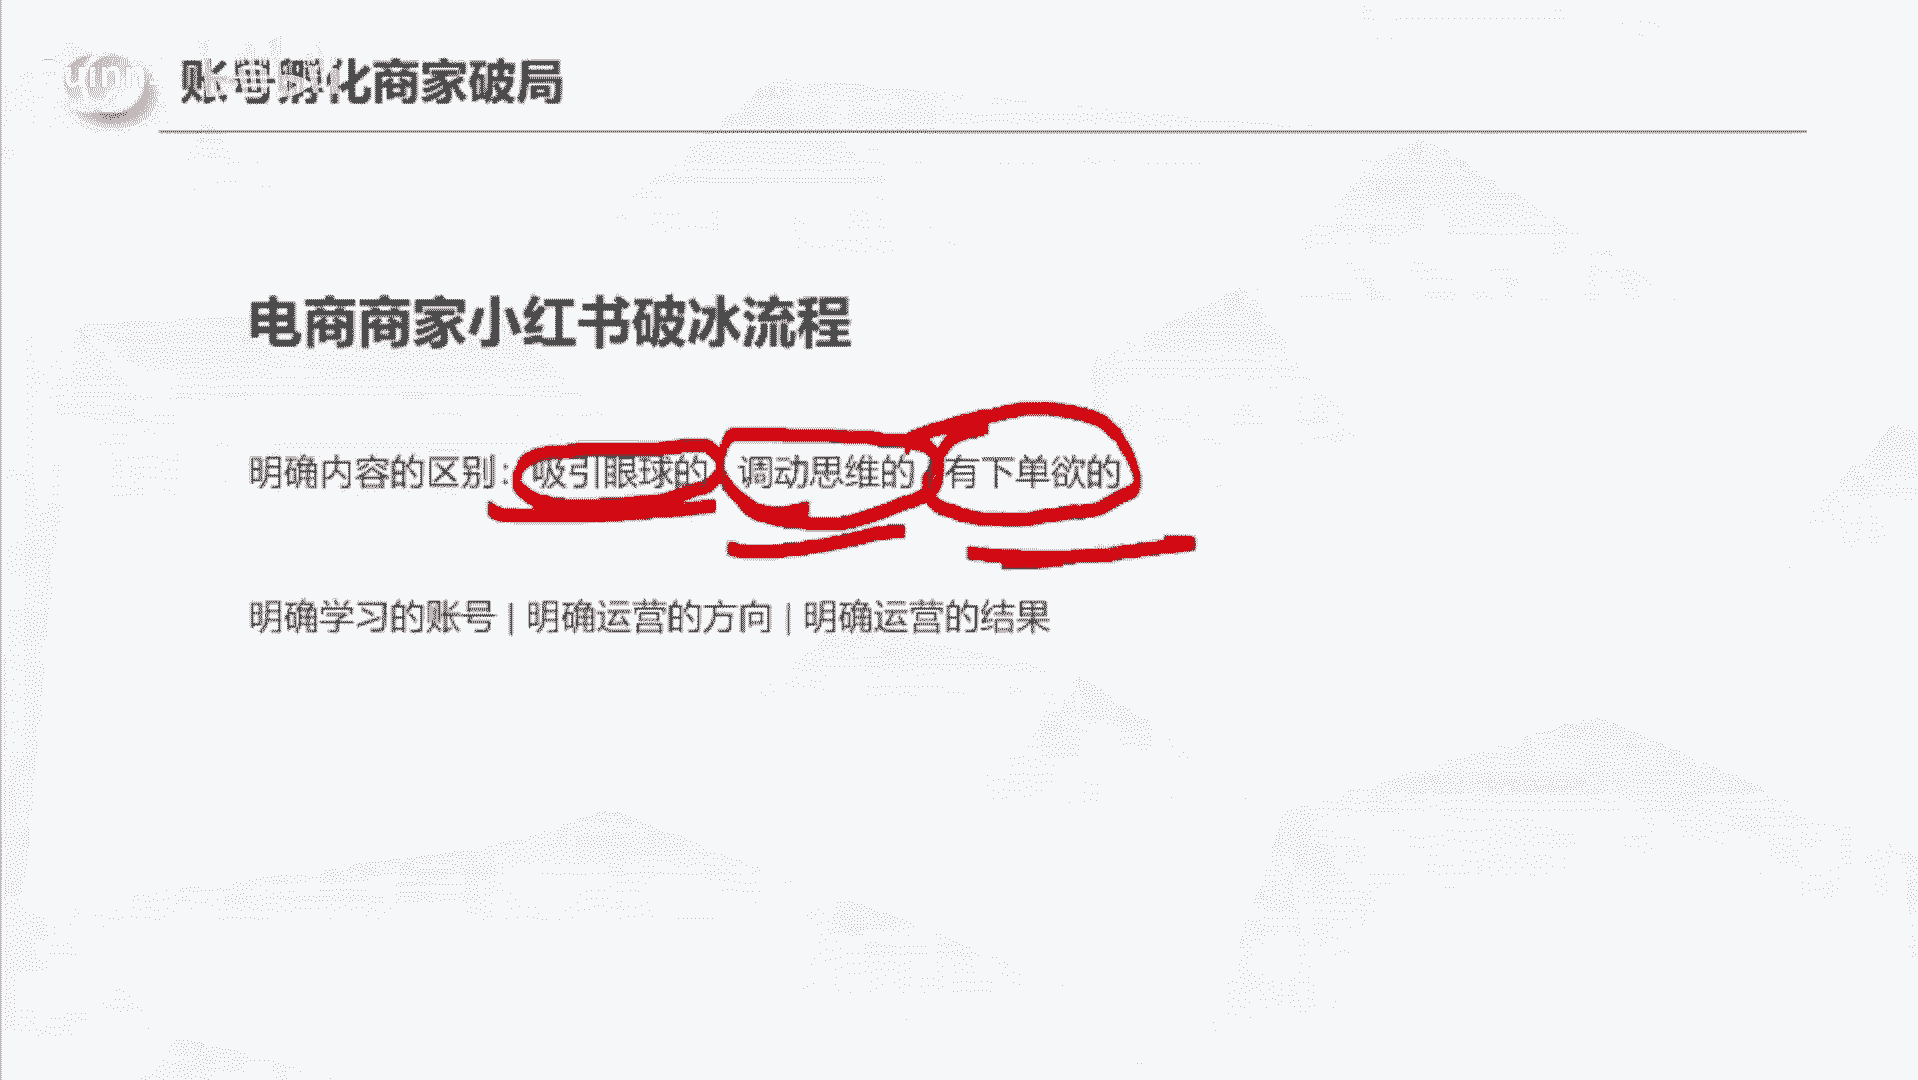 账号孵化商家破局
电商商家小红书破冰流程
明确内容的区别：吸引眼球的 调动思维的 有下单欲的
明确学习的账号 | 明确运营的方向 | 明确运营的结果